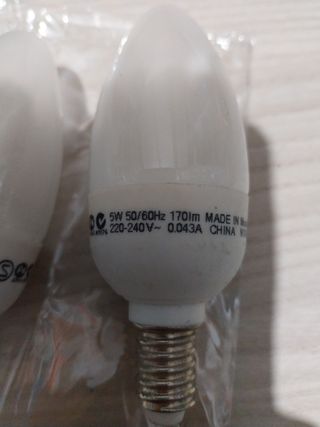 5W 50/60Hz 170lm MADE IN
220-240V~ 0.043A CHINA